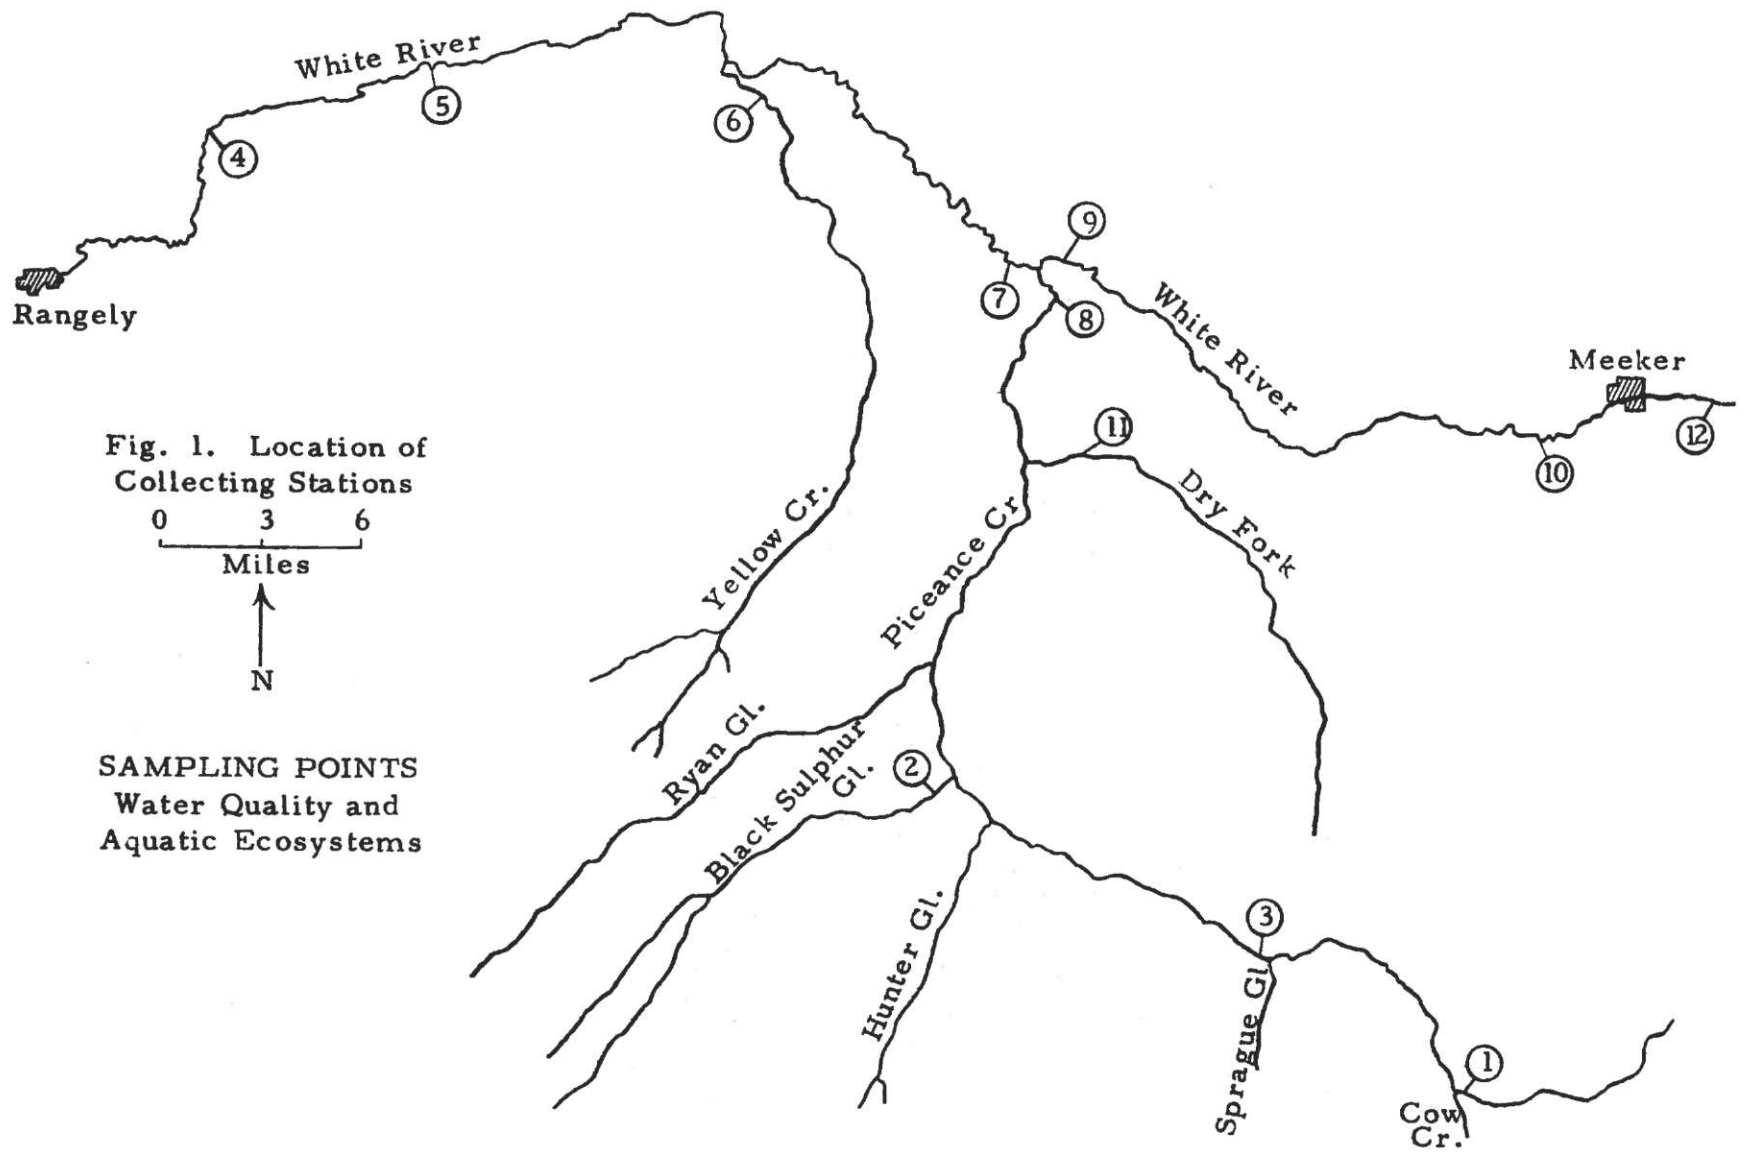 White River
5
6
4
9
Rangely
7
8
White River
Meeker
11
12
10
Fig. 1. Location of
Collecting Stations
0 3 6
Miles
N
Yellow Cr.
Piceance Cr
Dry Fork
SAMPLING POINTS
Water Quality and
Aquatic Ecosystems
Ryan Gl.
Black Sulphur
Gl.
2
Hunter Gl.
3
Sprague Gl
1
Cow
Cr.